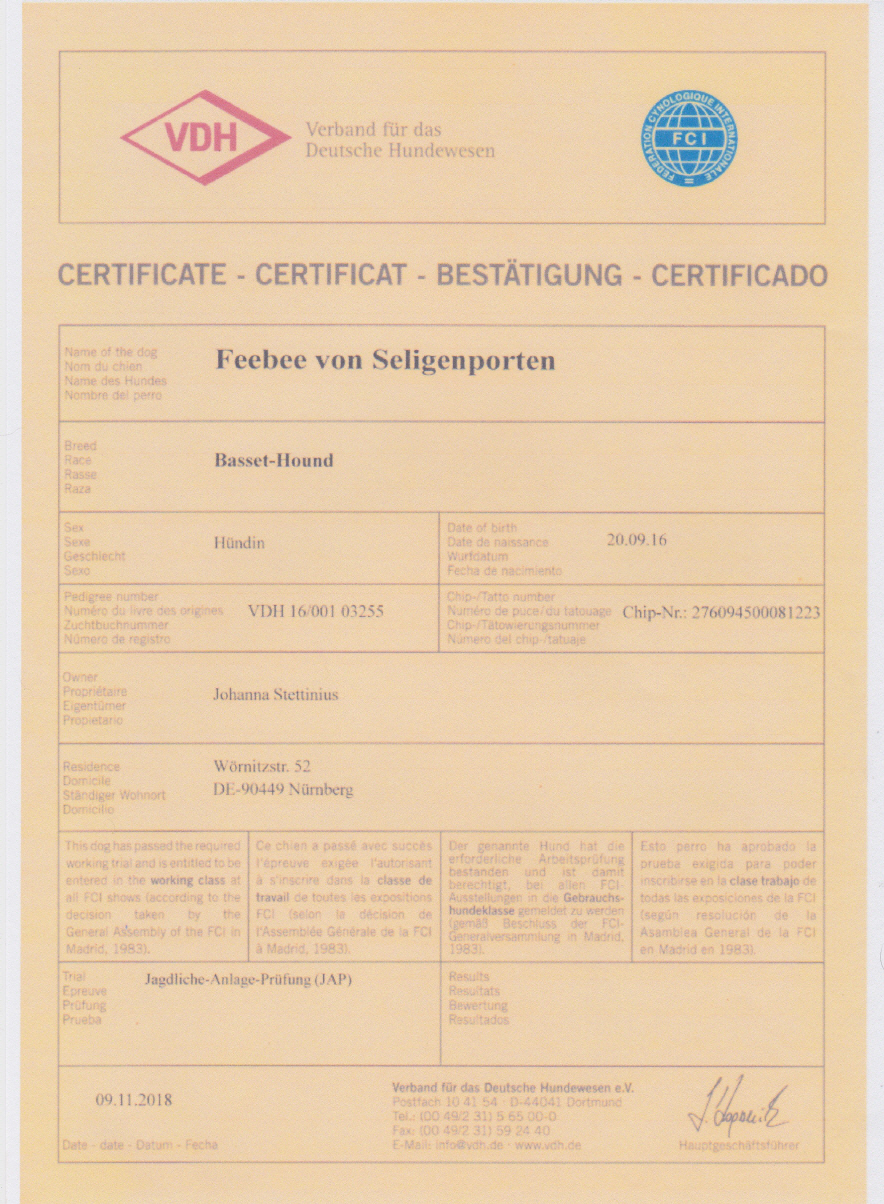 VDH
Verband für das
Deutsche Hundewesen
FEDERATION CYNOLOGIQUE INTERNATIONALE
FCI
CERTIFICATE - CERTIFICAT - BESTÄTIGUNG - CERTIFICADO
Name of the dog
Nom du chien
Name des Hundes
Nombre del perro
Feebee von Seligenporten
Breed
Race
Rasse
Raza
Basset-Hound
Sex
Sexe
Geschlecht
Sexo
Hündin
Date of birth
Date de naissance
Wurfdatum
Fecha de nacimiento
20.09.16
Pedigree number
Numéro du livre des origines
Zuchtbuchnummer
Número de registro
VDH 16/001 03255
Chip-/Tatto number
Numéro de puce/du tatouage
Chip-/Tätowierungsnummer
Número del chip-/tatuaje
Chip-Nr.: 276094500081223
Owner
Propriétaire
Eigentümer
Propietario
Johanna Stettinius
Residence
Domicile
Ständiger Wohnort
Domicilio
Wörnitzstr. 52
DE-90449 Nürnberg
This dog has passed the required
working trial and is entitled to be
entered in the working class at
all FCI shows (according to the
decision taken by the
General Assembly of the FCI in
Madrid, 1983).
Ce chien a passé avec succès
l'épreuve exigée l'autorisant
à s'inscrire dans la classe de
travail de toutes les expositions
FCI (selon la décision de
l'Assemblée Générale de la FCI
à Madrid, 1983).
Der genannte Hund hat die
erforderliche Arbeitsprüfung
bestanden und ist damit
berechtigt, bei allen FCI-
Ausstellungen in die Gebrauchs-
hundeklasse gemeldet zu werden
(gemäß Beschluss der FCI-
Generalversammlung in Madrid,
1983).
Esto perro ha aprobado la
prueba exigida para poder
inscribirse en la clase trabajo de
todas las exposiciones de la FCI
(según resolución de la
Asamblea General de la FCI
en Madrid en 1983).
Trial
Epreuve
Prüfung
Prueba
Jagdliche-Anlage-Prüfung (JAP)
Results
Resultats
Bewertung
Resultados
09.11.2018
Date - date - Datum - Fecha
Verband für das Deutsche Hundewesen e.V.
Postfach 10 41 54 · D-44041 Dortmund
Tel.: (00 49/2 31) 5 65 00-0
Fax: (00 49/2 31) 59 24 40
E-Mail: info@vdh.de · www.vdh.de
Hauptgeschäftsführer